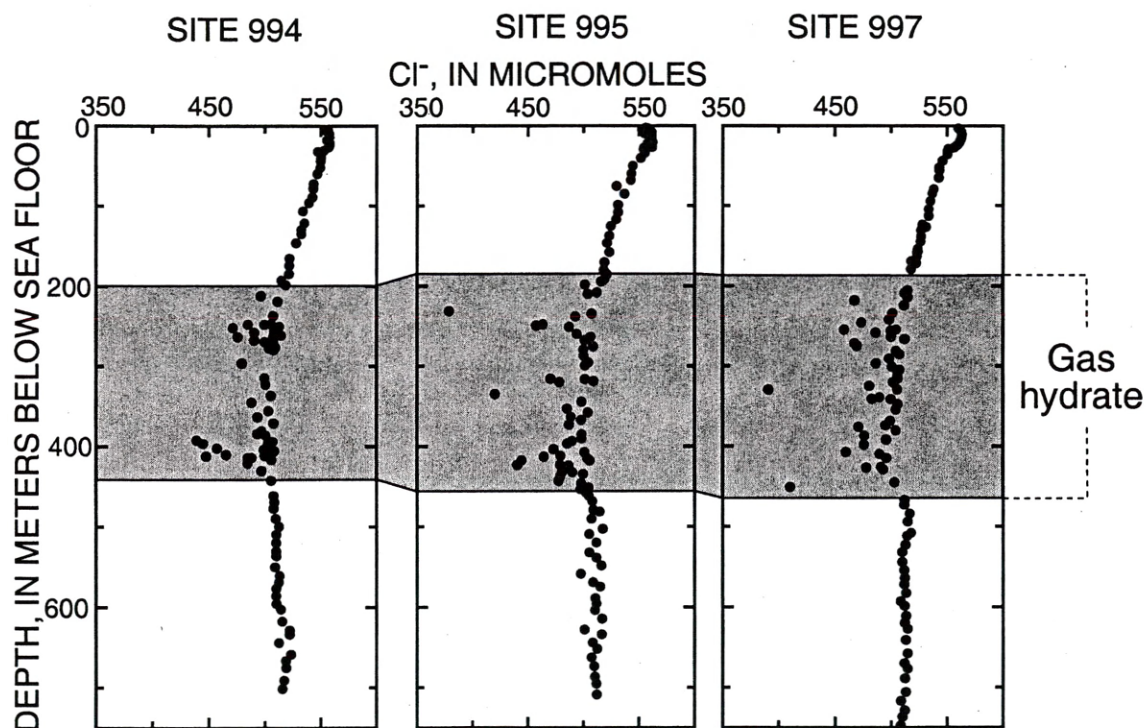 SITE 994 SITE 995 SITE 997
Cl⁻, IN MICROMOLES
350 450 550 350 450 550 350 450 550
DEPTH, IN METERS BELOW SEA FLOOR
0
200
400
600
Gas
hydrate